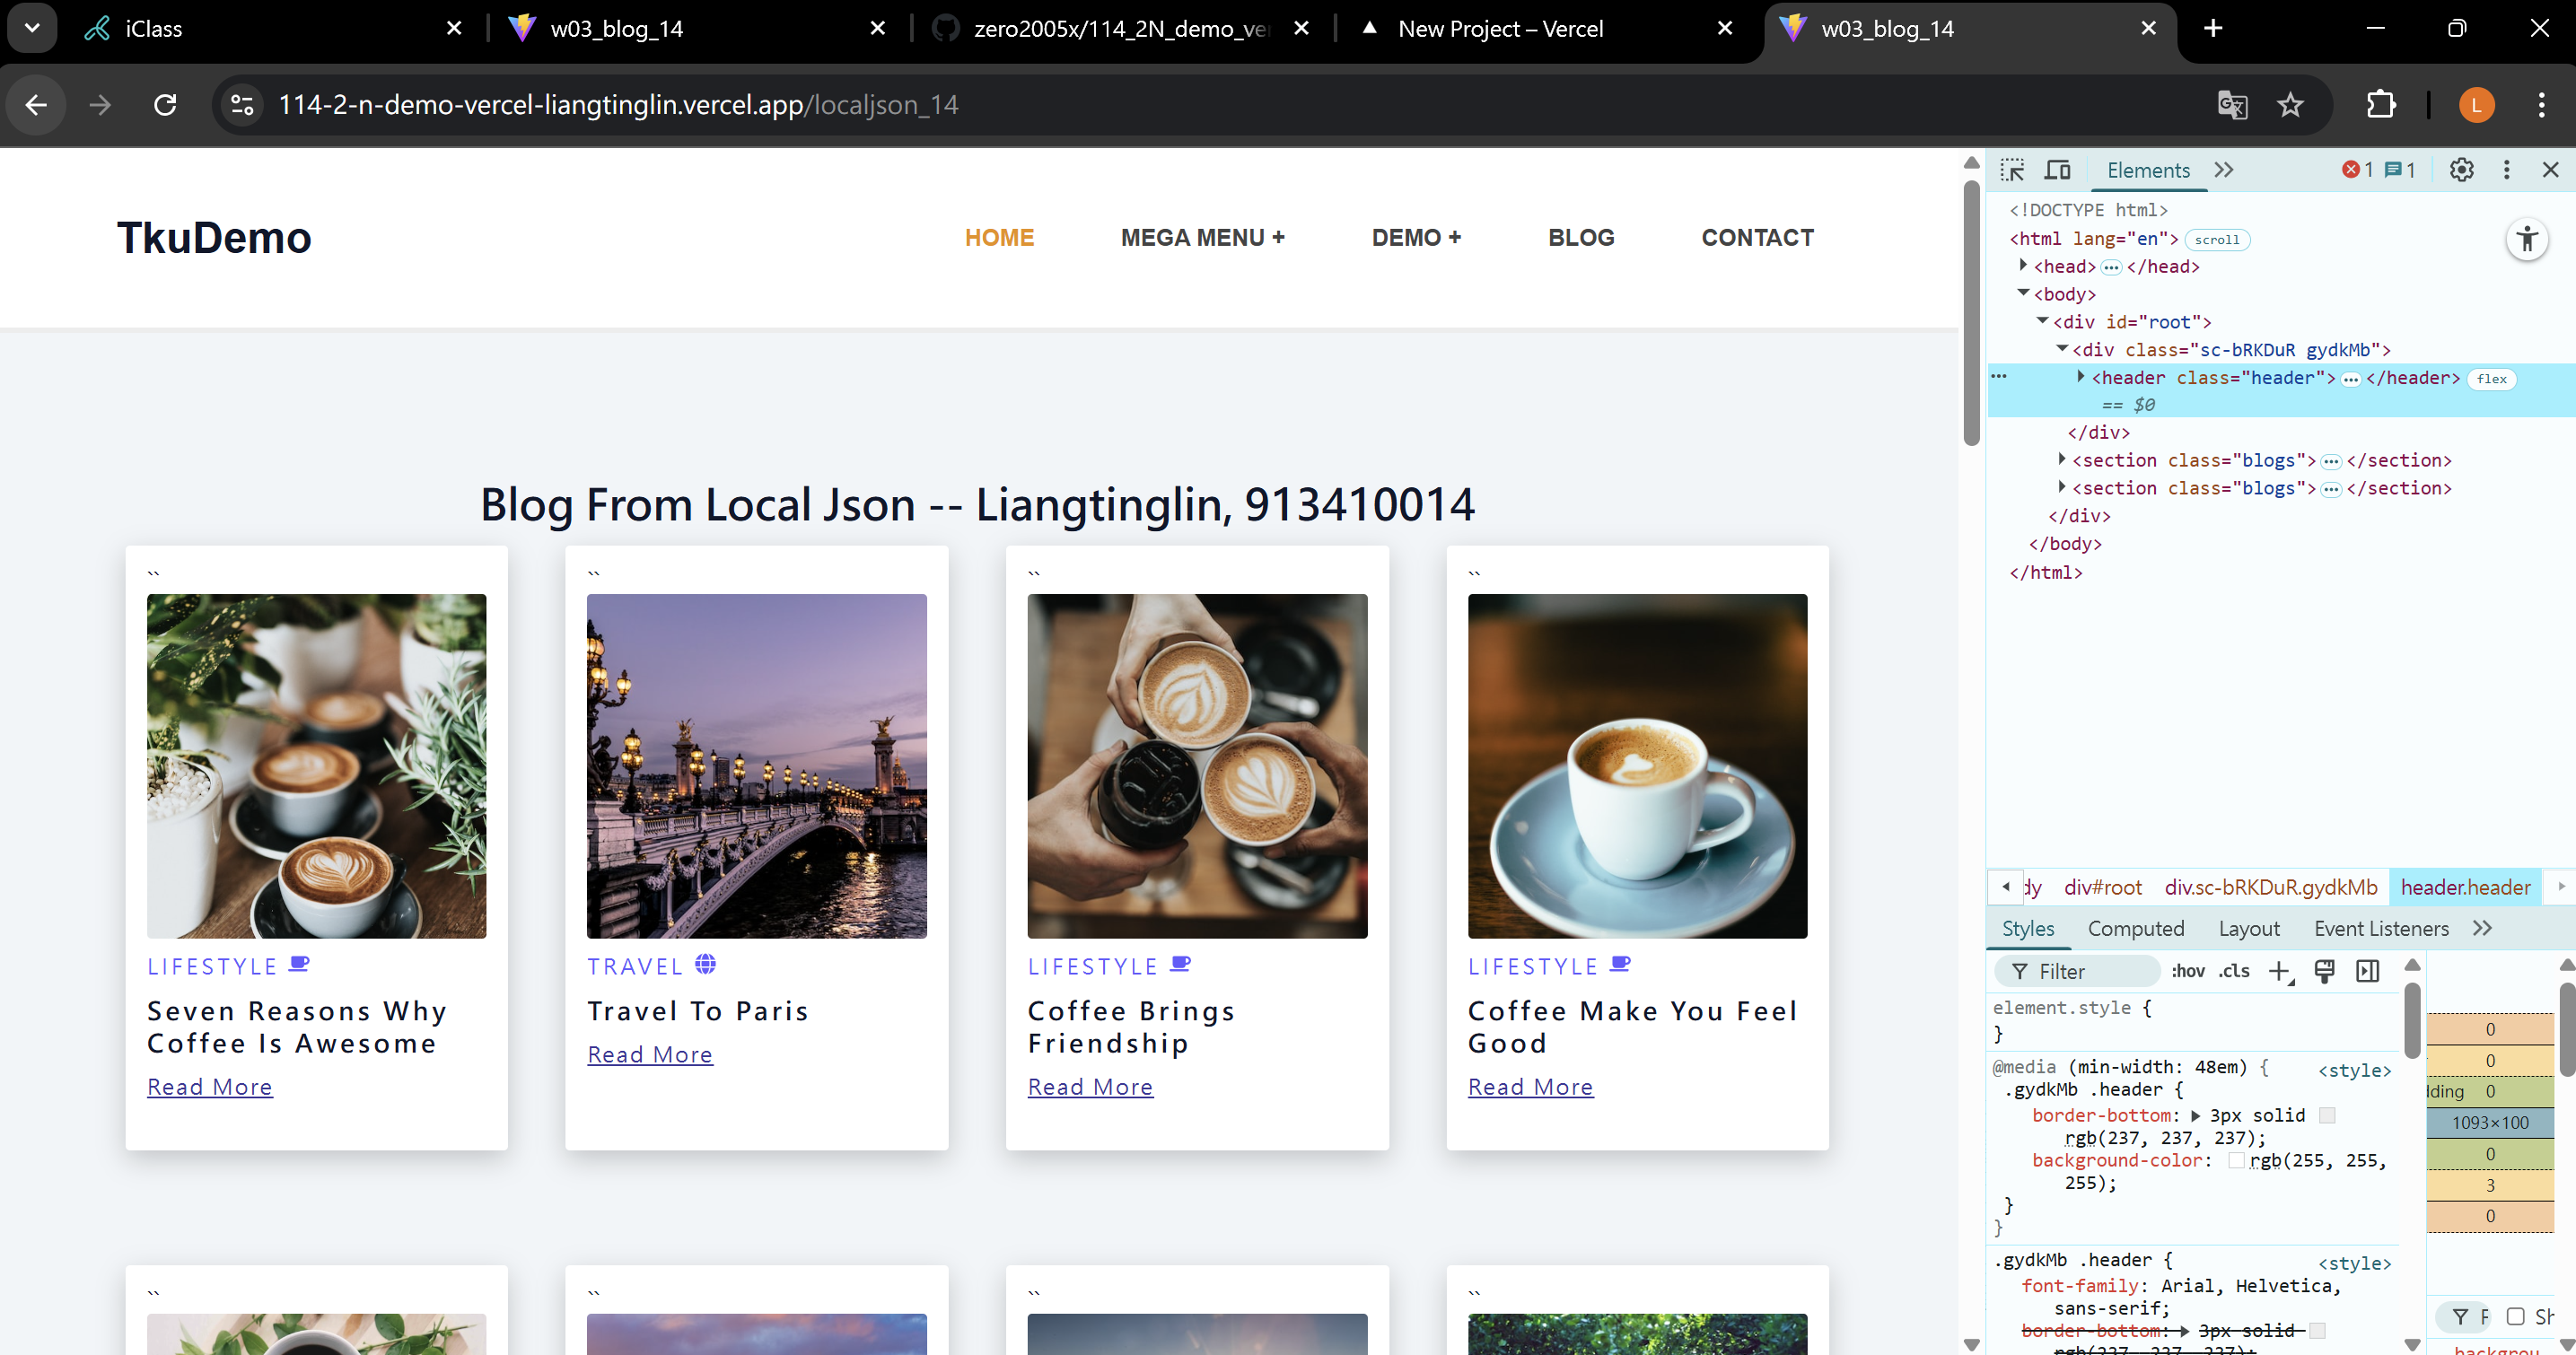 iClass
w03_blog_14
zero2005x/114_2N_demo_ve
New Project – Vercel
w03_blog_14
114-2-n-demo-vercel-liangtinglin.vercel.app/localjson_14
L
TkuDemo
HOME
MEGA MENU +
DEMO +
BLOG
CONTACT
Blog From Local Json -- Liangtinglin, 913410014
``
``
``
``
LIFESTYLE
Seven Reasons Why
Coffee Is Awesome
Read More
TRAVEL
Travel To Paris
Read More
LIFESTYLE
Coffee Brings
Friendship
Read More
LIFESTYLE
Coffee Make You Feel
Good
Read More
``
``
``
``
Elements
1
1
<!DOCTYPE html>
<html lang="en"> scroll
<head> ••• </head>
<body>
<div id="root">
<div class="sc-bRKDuR gydkMb">
••• <header class="header"> ••• </header> flex
== $0
</div>
<section class="blogs"> ••• </section>
<section class="blogs"> ••• </section>
</div>
</body>
</html>
dy div#root div.sc-bRKDuR.gydkMb header.header
Styles Computed Layout Event Listeners
Filter :hov .cls
element.style {
}
@media (min-width: 48em) { <style>
.gydkMb .header {
border-bottom: 3px solid
rgb(237, 237, 237);
background-color: rgb(255, 255,
255);
}
}
.gydkMb .header { <style>
font-family: Arial, Helvetica,
sans-serif;
border-bottom: 3px solid
rgb(237, 237, 237);
0
0
dding 0
1093×100
0
3
0
F Sh
backgrou